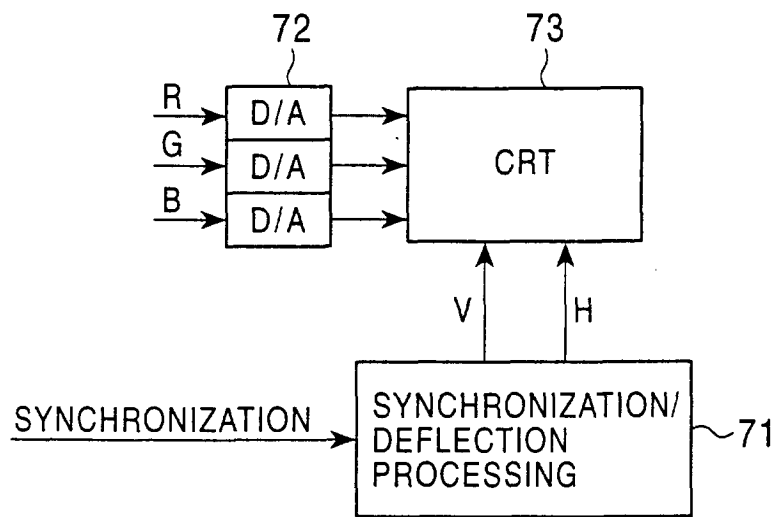 72
73
R
D/A
G
D/A
B
D/A
CRT
V
H
SYNCHRONIZATION
SYNCHRONIZATION/
DEFLECTION
PROCESSING
71